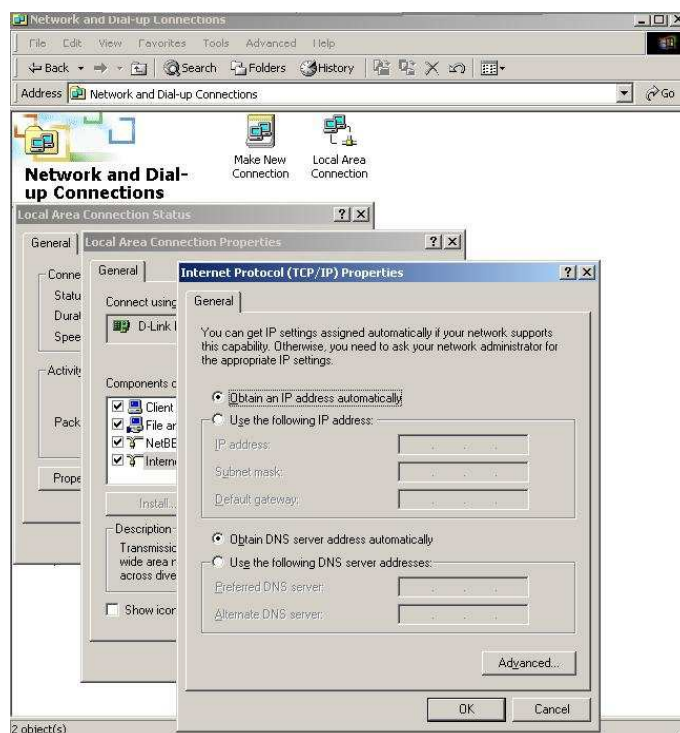 Network and Dial-up Connections
File Edit View Favorites Tools Advanced Help
Back Search Folders History
Address Network and Dial-up Connections Go
Network and Dial-
up Connections
Make New
Connection
Local Area
Connection
Local Area Connection Status
General
Conne
Statu
Durat
Spee
Activity
Pack
Prope
Local Area Connection Properties
General
Connect using
D-Link
Components c
Client
File ar
NetBE
Interne
Install...
Description
Transmissic
wide area n
across dive
Show icor
Internet Protocol (TCP/IP) Properties
General
You can get IP settings assigned automatically if your network supports
this capability. Otherwise, you need to ask your network administrator for
the appropriate IP settings.
Obtain an IP address automatically
Use the following IP address:
IP address:
Subnet mask:
Default gateway:
Obtain DNS server address automatically
Use the following DNS server addresses:
Preferred DNS server:
Alternate DNS server:
Advanced...
OK Cancel
2 object(s)